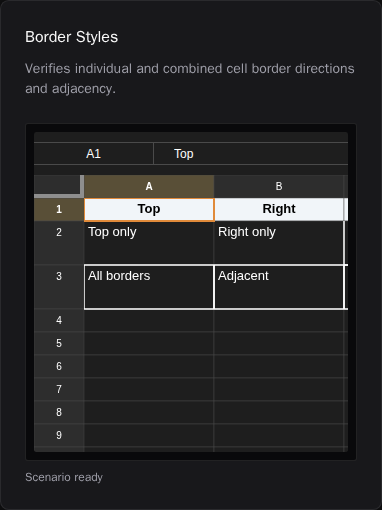 Border Styles
Verifies individual and combined cell border directions
and adjacency.
A1 Top
A B
1 Top Right
2 Top only Right only
3 All borders Adjacent
4
5
6
7
8
9
Scenario ready